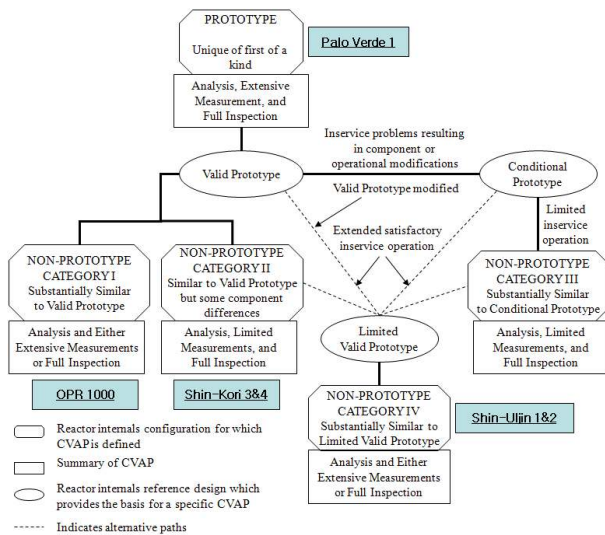 PROTOTYPE
Unique of first of a
kind
Palo Verde 1
Analysis, Extensive
Measurement, and
Full Inspection
Inservice problems resulting
in component or
operational modifications
Valid Prototype
Conditional
Prototype
Valid Prototype modified
Limited
inservice
operation
Extended satisfactory
inservice operation
NON-PROTOTYPE
CATEGORY I
Substantially Similar
to Valid Prototype
NON-PROTOTYPE
CATEGORY II
Similar to Valid Prototype
but some component
differences
NON-PROTOTYPE
CATEGORY III
Substantially Similar
to Conditional Prototype
Analysis and Either
Extensive Measurements
or Full Inspection
Analysis, Limited
Measurements, and
Full Inspection
Limited
Valid Prototype
Analysis, Limited
Measurements, and
Full Inspection
OPR 1000
Shin-Kori 3&4
NON-PROTOTYPE
CATEGORY IV
Substantially Similar to
Limited Valid Prototype
Shin-Uljin 1&2
Analysis and Either
Extensive Measurements
or Full Inspection
Reactor internals configuration for which
CVAP is defined
Summary of CVAP
Reactor internals reference design which
provides the basis for a specific CVAP
Indicates alternative paths